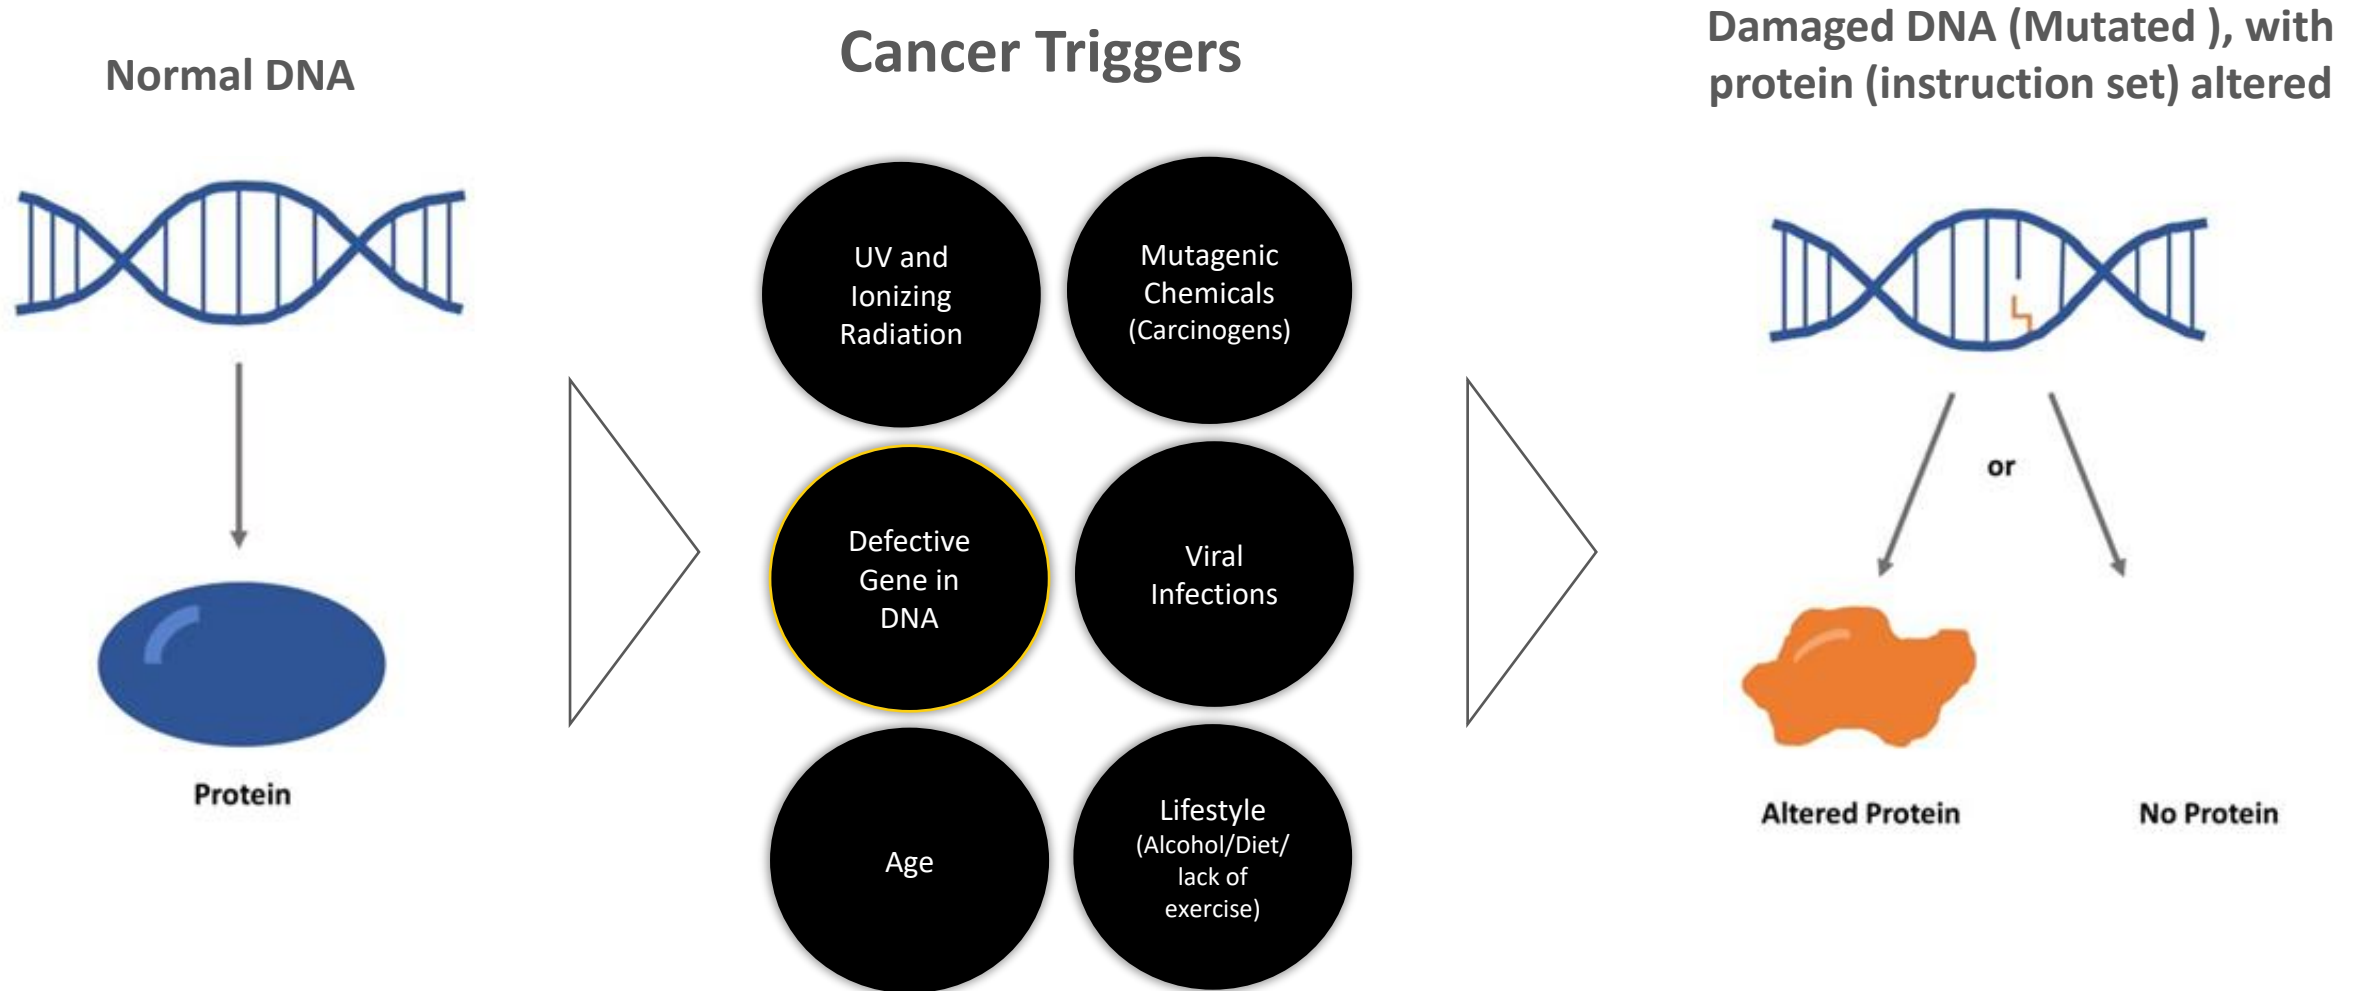 Normal DNA
Cancer Triggers
Damaged DNA (Mutated ), with
protein (instruction set) altered
UV and
Ionizing
Radiation
Mutagenic
Chemicals
(Carcinogens)
Defective
Gene in
DNA
Viral
Infections
Age
Lifestyle
(Alcohol/Diet/
lack of
exercise)
Protein
or
Altered Protein
No Protein